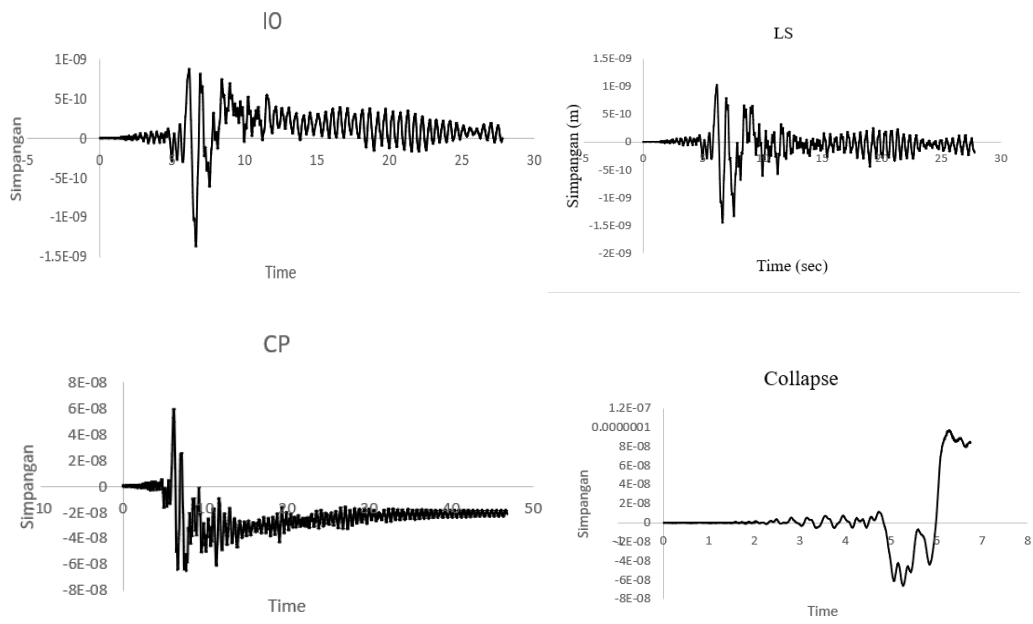 IO
1E-09
5E-10
0
-5E-10
-1E-09
-1.5E-09
-5
0
5
10
15
20
25
30
Simpangan
Time
LS
1.5E-09
1E-09
5E-10
0
-5E-10
-1E-09
-1.5E-09
-2E-09
-5
0
5
10
15
20
25
30
Simpangan (m)
Time (sec)
CP
8E-08
6E-08
4E-08
2E-08
0
-2E-08
-4E-08
-6E-08
-8E-08
10
0
10
20
30
40
50
Simpangan
Time
Collapse
1.2E-07
0.0000001
8E-08
6E-08
4E-08
2E-08
0
-2E-08
-4E-08
-6E-08
-8E-08
-1
0
1
2
3
4
5
6
7
8
Simpangan
Time